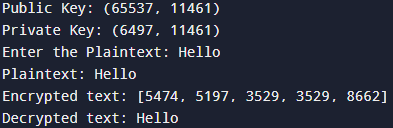 Public Key: (65537, 11461)
Private Key: (6497, 11461)
Enter the Plaintext: Hello
Plaintext: Hello
Encrypted text: [5474, 5197, 3529, 3529, 8662]
Decrypted text: Hello